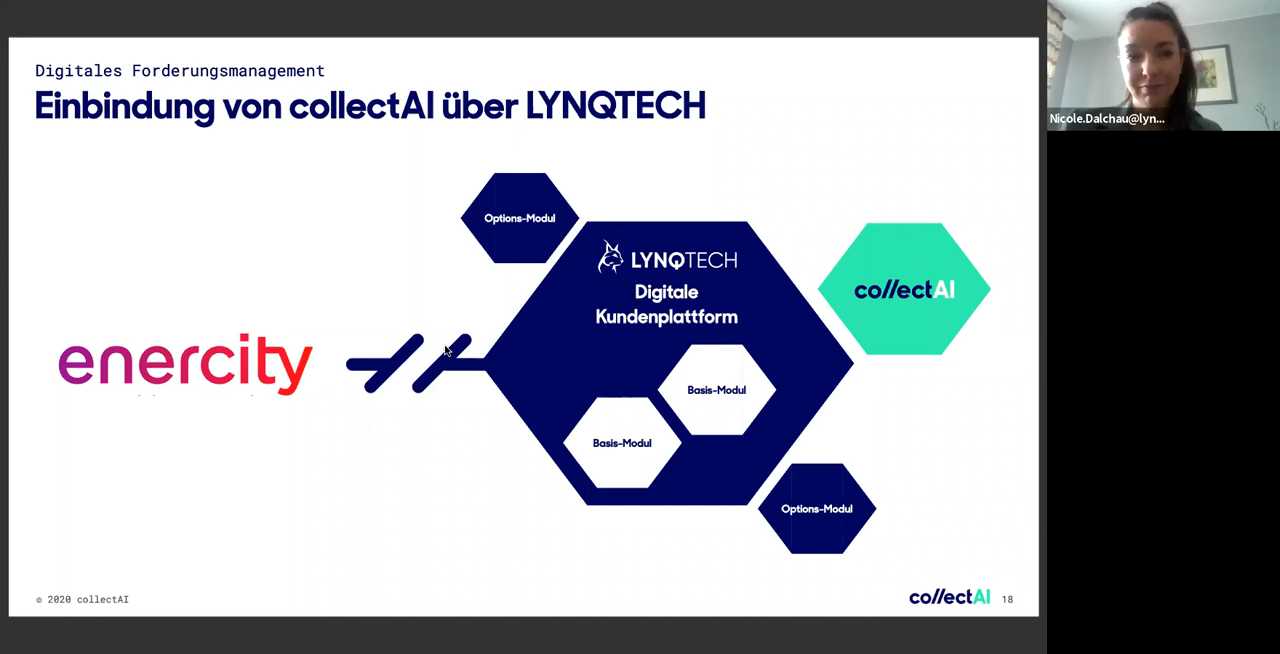 Digitales Forderungsmanagement
Einbindung von collectAI über LYNQTECH
Nicole.Dalchau@lyn...
Options-Modul
LYNQTECH
Digitale
Kundenplattform
collectAI
enercity
Basis-Modul
Basis-Modul
Options-Modul
© 2020 collectAI
collectAI
18